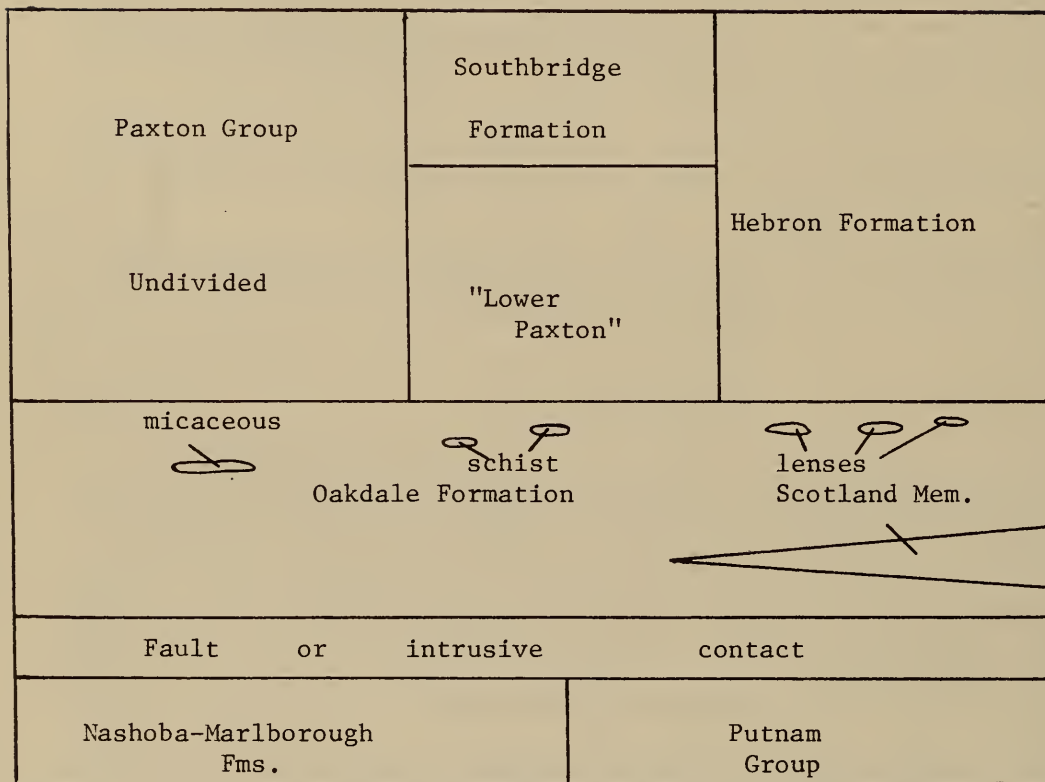 Paxton Group
Undivided
Southbridge
Formation
"Lower
Paxton"
Hebron Formation
micaceous
schist
lenses
Oakdale Formation
Scotland Mem.
Fault or intrusive contact
Nashoba-Marlborough
Fms.
Putnam
Group